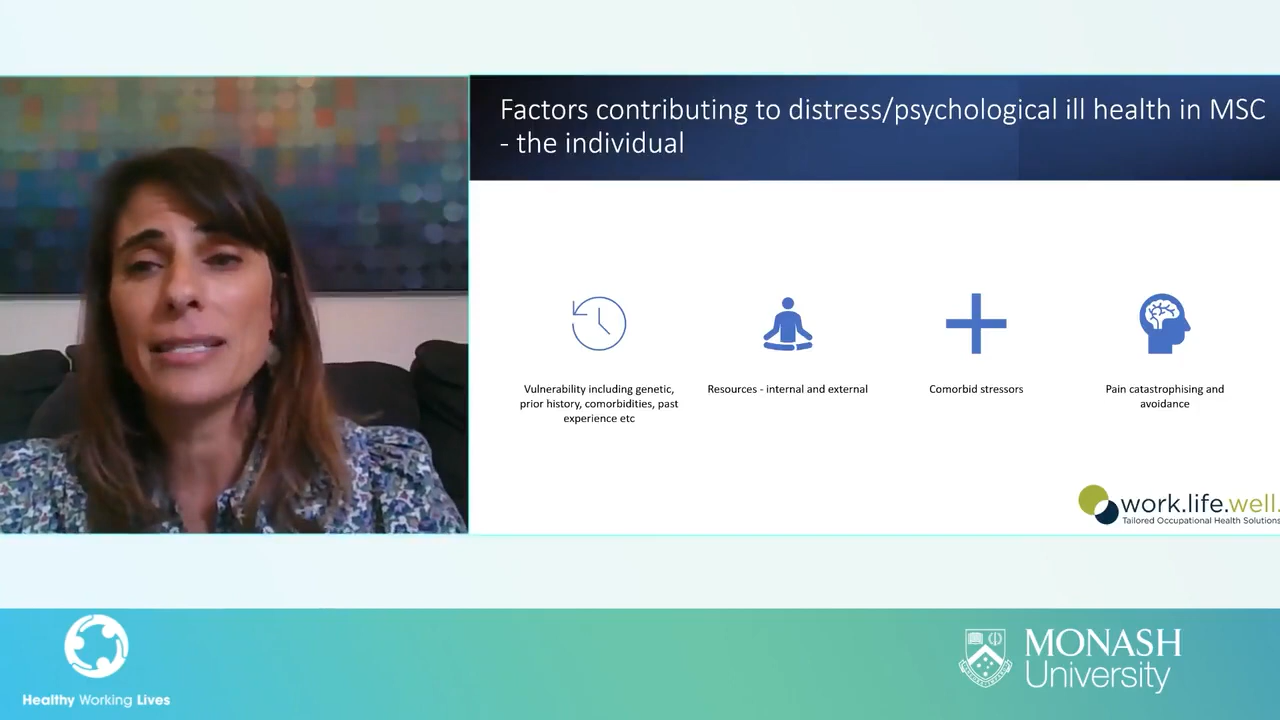 Factors contributing to distress/psychological ill health in MSC
- the individual
Vulnerability including genetic,
prior history, comorbidities, past
experience etc
Resources - internal and external
Comorbid stressors
Pain catastrophising and
avoidance
work.life.well.
Tailored Occupational Health Solutions
Healthy Working Lives
MONASH
University